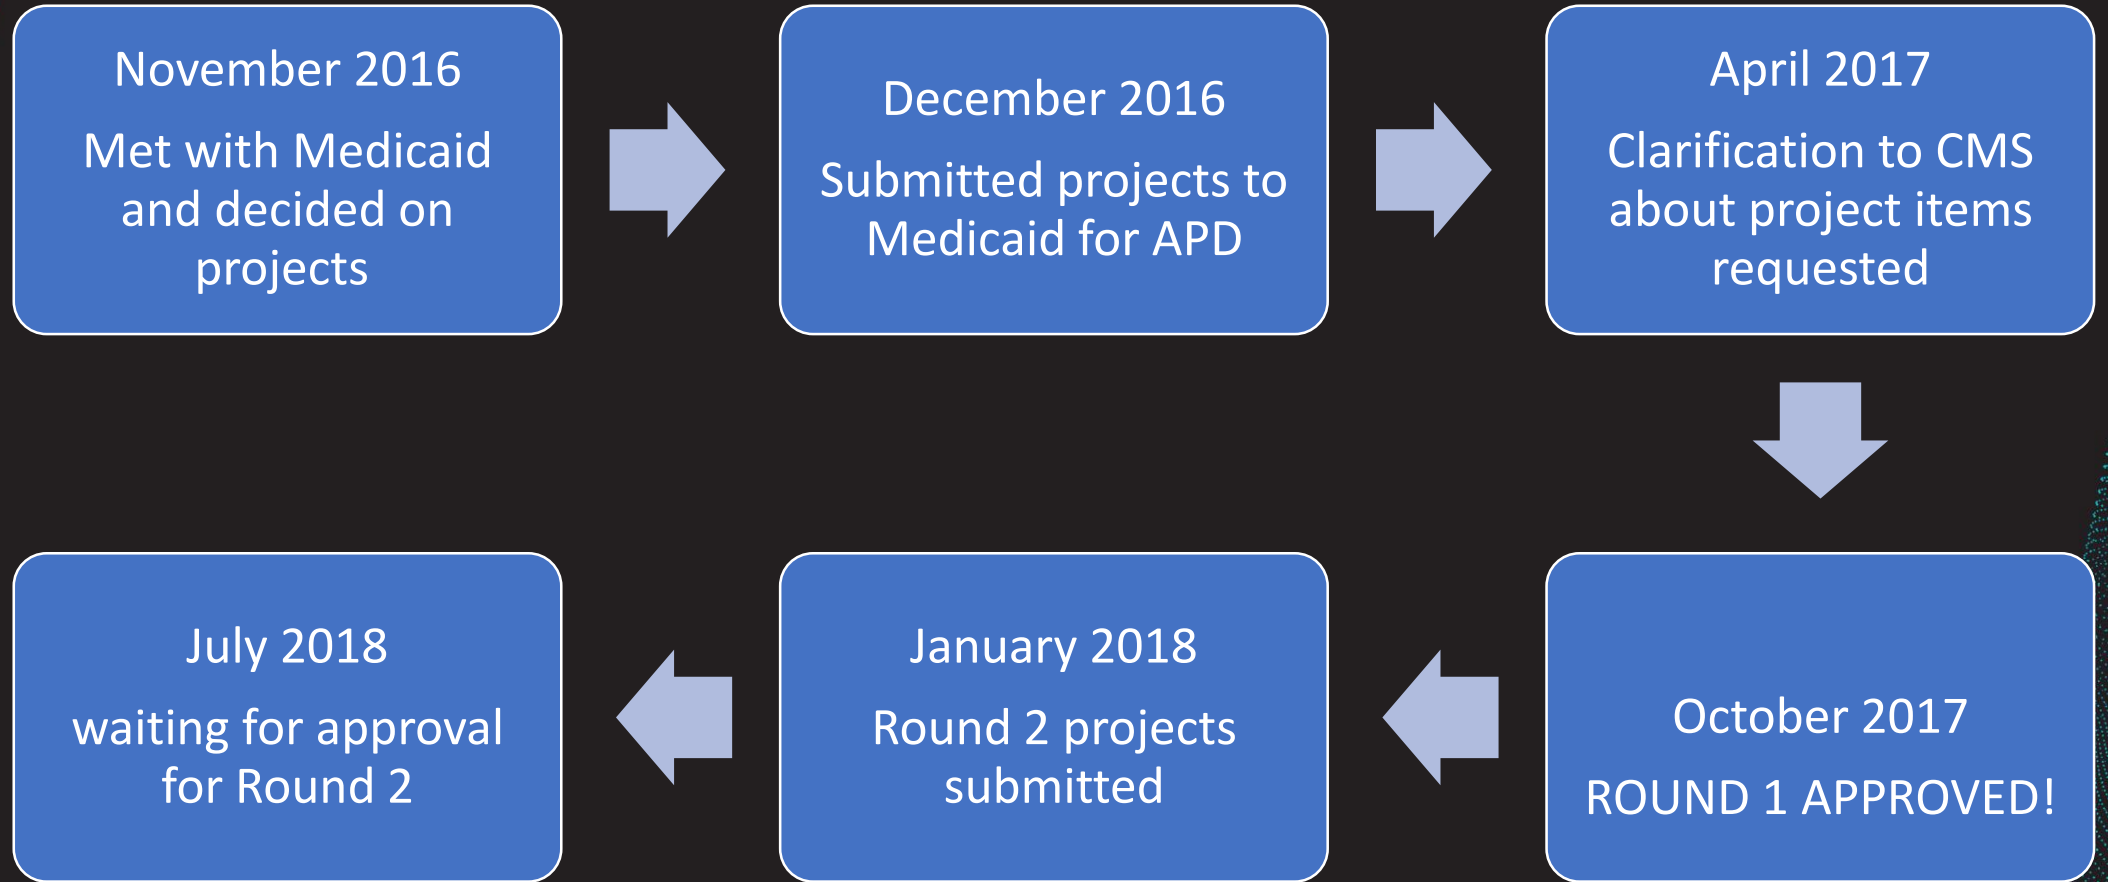 November 2016
Met with Medicaid
and decided on
projects
December 2016
Submitted projects to
Medicaid for APD
April 2017
Clarification to CMS
about project items
requested
October 2017
ROUND 1 APPROVED!
January 2018
Round 2 projects
submitted
July 2018
waiting for approval
for Round 2